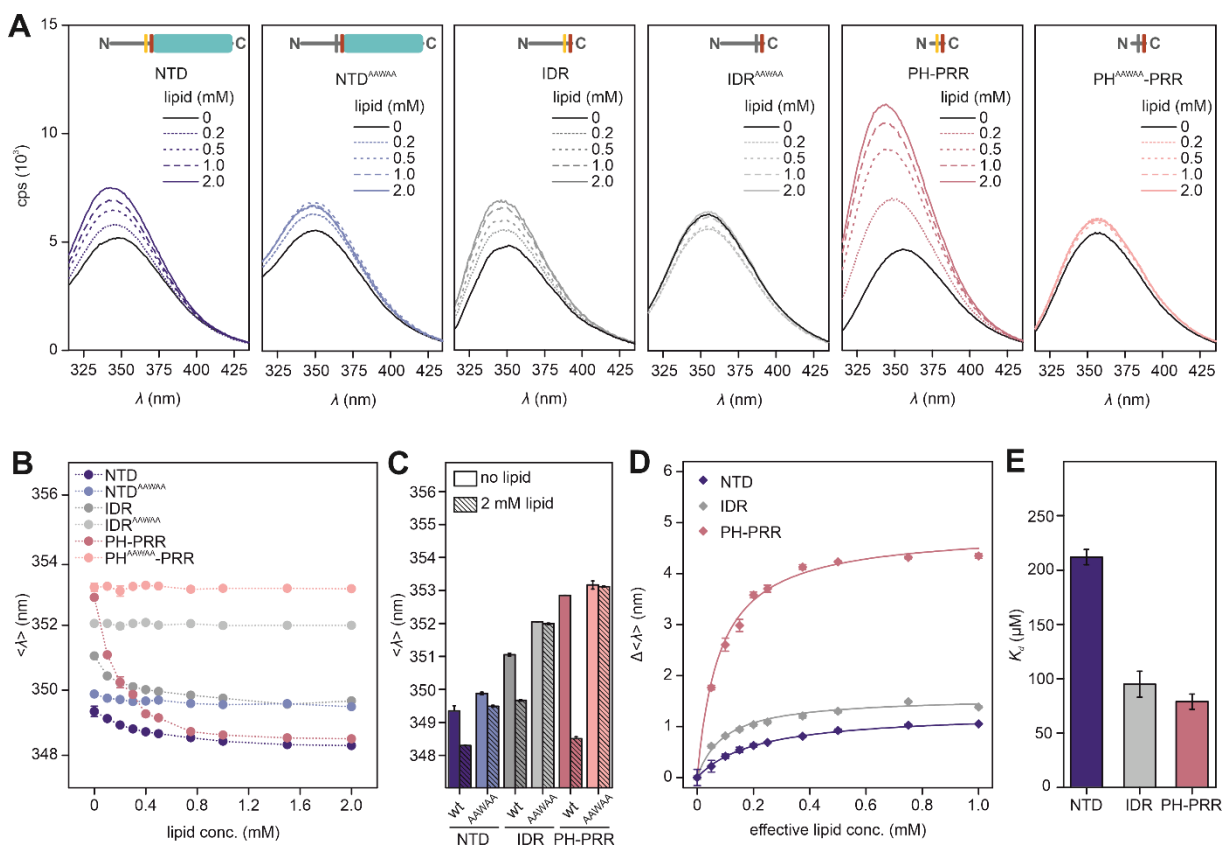 A
15
10
5
0
cps (10³)
N C
NTD
lipid (mM)
0
0.2
0.5
1.0
2.0
325 350 375 400 425
λ (nm)
N C
NTD^AAWAA
lipid (mM)
0
0.2
0.5
1.0
2.0
325 350 375 400 425
λ (nm)
N C
IDR
lipid (mM)
0
0.2
0.5
1.0
2.0
325 350 375 400 425
λ (nm)
N C
IDR^AAWAA
lipid (mM)
0
0.2
0.5
1.0
2.0
325 350 375 400 425
λ (nm)
N C
PH-PRR
lipid (mM)
0
0.2
0.5
1.0
2.0
325 350 375 400 425
λ (nm)
N C
PH^AAWAA-PRR
lipid (mM)
0
0.2
0.5
1.0
2.0
325 350 375 400 425
λ (nm)
B
<λ> (nm)
356
354
352
350
348
NTD
NTD^AAWAA
IDR
IDR^AAWAA
PH-PRR
PH^AAWAA-PRR
0 0.4 0.8 1.2 1.6 2.0
lipid conc. (mM)
C
<λ> (nm)
356
355
354
353
352
351
350
349
348
no lipid
2 mM lipid
wt AAWAA wt AAWAA wt AAWAA
NTD IDR PH-PRR
D
Δ<λ> (nm)
6
5
4
3
2
1
0
NTD
IDR
PH-PRR
0 0.2 0.4 0.6 0.8 1.0
effective lipid conc. (mM)
E
K_d (µM)
250
200
150
100
50
0
NTD IDR PH-PRR